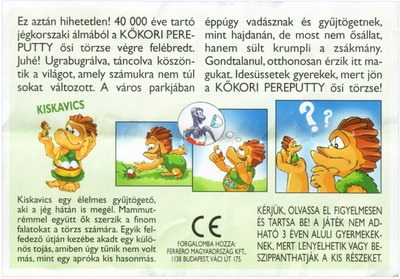 Ez aztán hihetetlen! 40 000 éve tartó
jégkorszaki álmából a KŐKORI PERE-
PUTTY ősi törzse végre felébredt.
Juhé! Ugrabugrálva, táncolva köszön-
tik a világot, amely számukra nem túl
sokat változott. A város parkjában
éppúgy vadásznak és gyűjtögetnek,
mint hajdanán, de most nem ősállat,
hanem sült krumpli a zsákmány.
Gondtalanul, otthonosan érzik itt ma-
gukat. Idesüssetek gyerekek, mert jön
a KŐKORI PEREPUTTY ősi törzse!
KISKAVICS
? ?
Kiskavics egy élelmes gyűjtögető,
aki a jég hátán is megél. Mammut-
rémmel együtt ők szerzik a finom
falatokat a törzs számára. Egyik fel-
fedező útján kezébe akadt egy külö-
nös tojás, amiben úgy tűnik nem volt
más, mint egy apróka kis hasonmás.
CE
FORGALOMBA HOZZA:
FERRERO MAGYARORSZÁG KFT.,
1138 BUDAPEST, VÁCI ÚT 175.
KÉRJÜK, OLVASSA EL FIGYELMESEN
ÉS TARTSA BE! A JÁTÉK NEM AD-
HATÓ 3 ÉVEN ALULI GYERMEKEK-
NEK, MERT LENYELHETIK VAGY BE-
SZIPPANTHATJÁK A KIS RÉSZEKET.